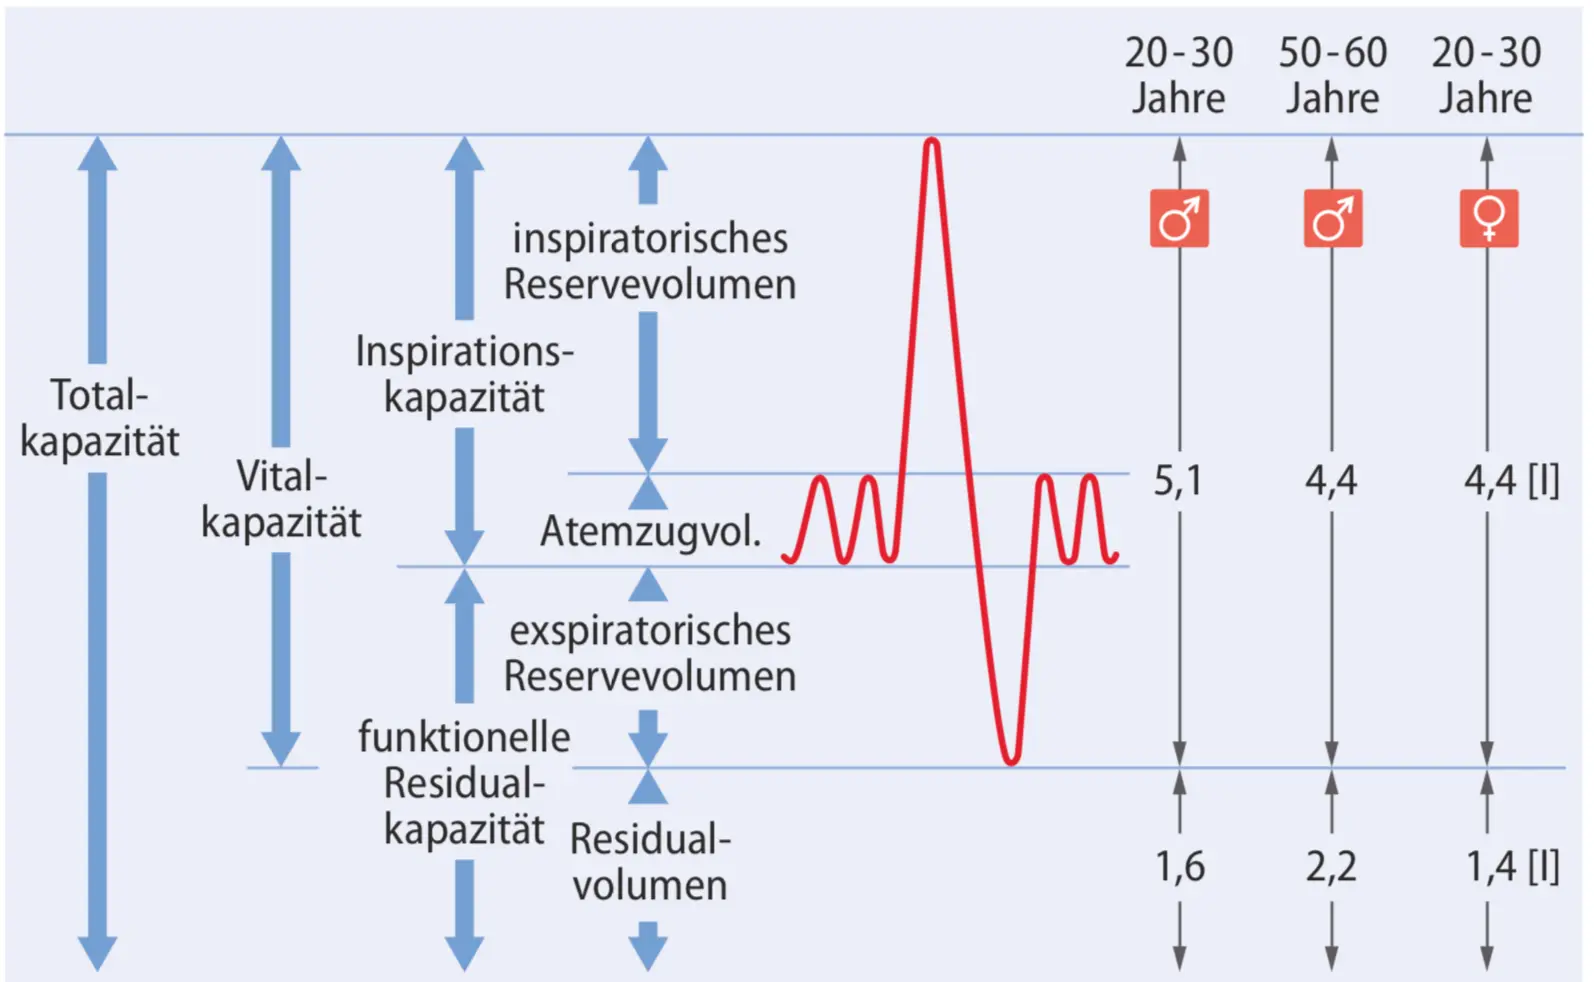 20-30
Jahre
50-60
Jahre
20-30
Jahre
Total-
kapazität
Vital-
kapazität
Inspirations-
kapazität
funktionelle
Residual-
kapazität
inspiratorisches
Reservevolumen
Atemzugvol.
exspiratorisches
Reservevolumen
Residual-
volumen
5,1
4,4
4,4 [l]
1,6
2,2
1,4 [l]